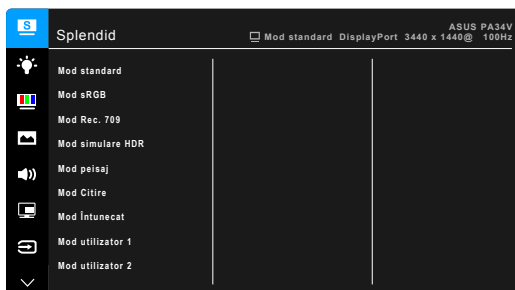 S
Splendid
ASUS PA34V
Mod standard DisplayPort 3440 x 1440@ 100Hz
Mod standard
Mod sRGB
Mod Rec. 709
Mod simulare HDR
Mod peisaj
Mod Citire
Mod Întunecat
Mod utilizator 1
Mod utilizator 2